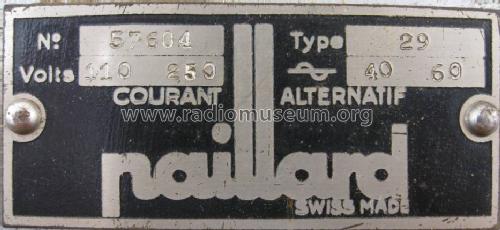 Nº 57604 Type 29
Volts 110 250 40 60
COURANT ALTERNATIF
www.radiomuseum.org
paillard
SWISS MADE